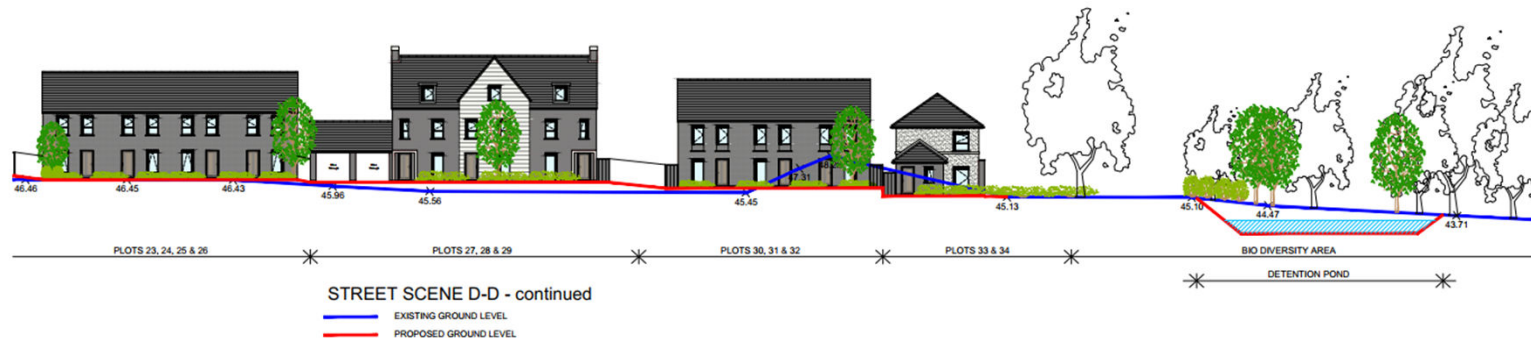 46.46
46.45
46.43
45.96
45.56
45.45
45.13
45.10
44.47
43.71
PLOTS 23, 24, 25 & 26
PLOTS 27, 28 & 29
PLOTS 30, 31 & 32
PLOTS 33 & 34
BIO DIVERSITY AREA
DETENTION POND
STREET SCENE D-D - continued
EXISTING GROUND LEVEL
PROPOSED GROUND LEVEL